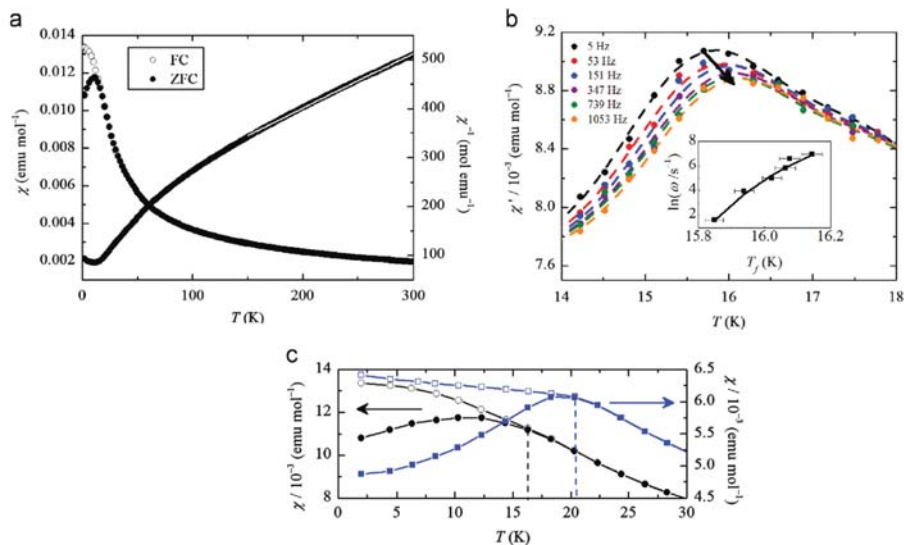 a
0.014
0.012
0.010
0.008
0.006
0.004
0.002
χ (emu mol⁻¹)
FC
ZFC
500
400
300
200
100
χ⁻¹ (mol emu⁻¹)
0 100 200 300
T (K)
b
9.2
8.8
8.4
8.0
7.6
χ' / 10⁻³ (emu mol⁻¹)
5 Hz
53 Hz
151 Hz
347 Hz
739 Hz
1053 Hz
ln(ω/s⁻¹)
8
6
4
2
0
15.8 16.0 16.2
T_f (K)
14 15 16 17 18
T (K)
c
14
12
10
8
χ / 10⁻³ (emu mol⁻¹)
6.5
6.0
5.5
5.0
4.5
χ / 10⁻³ (emu mol⁻¹)
0 5 10 15 20 25 30
T (K)